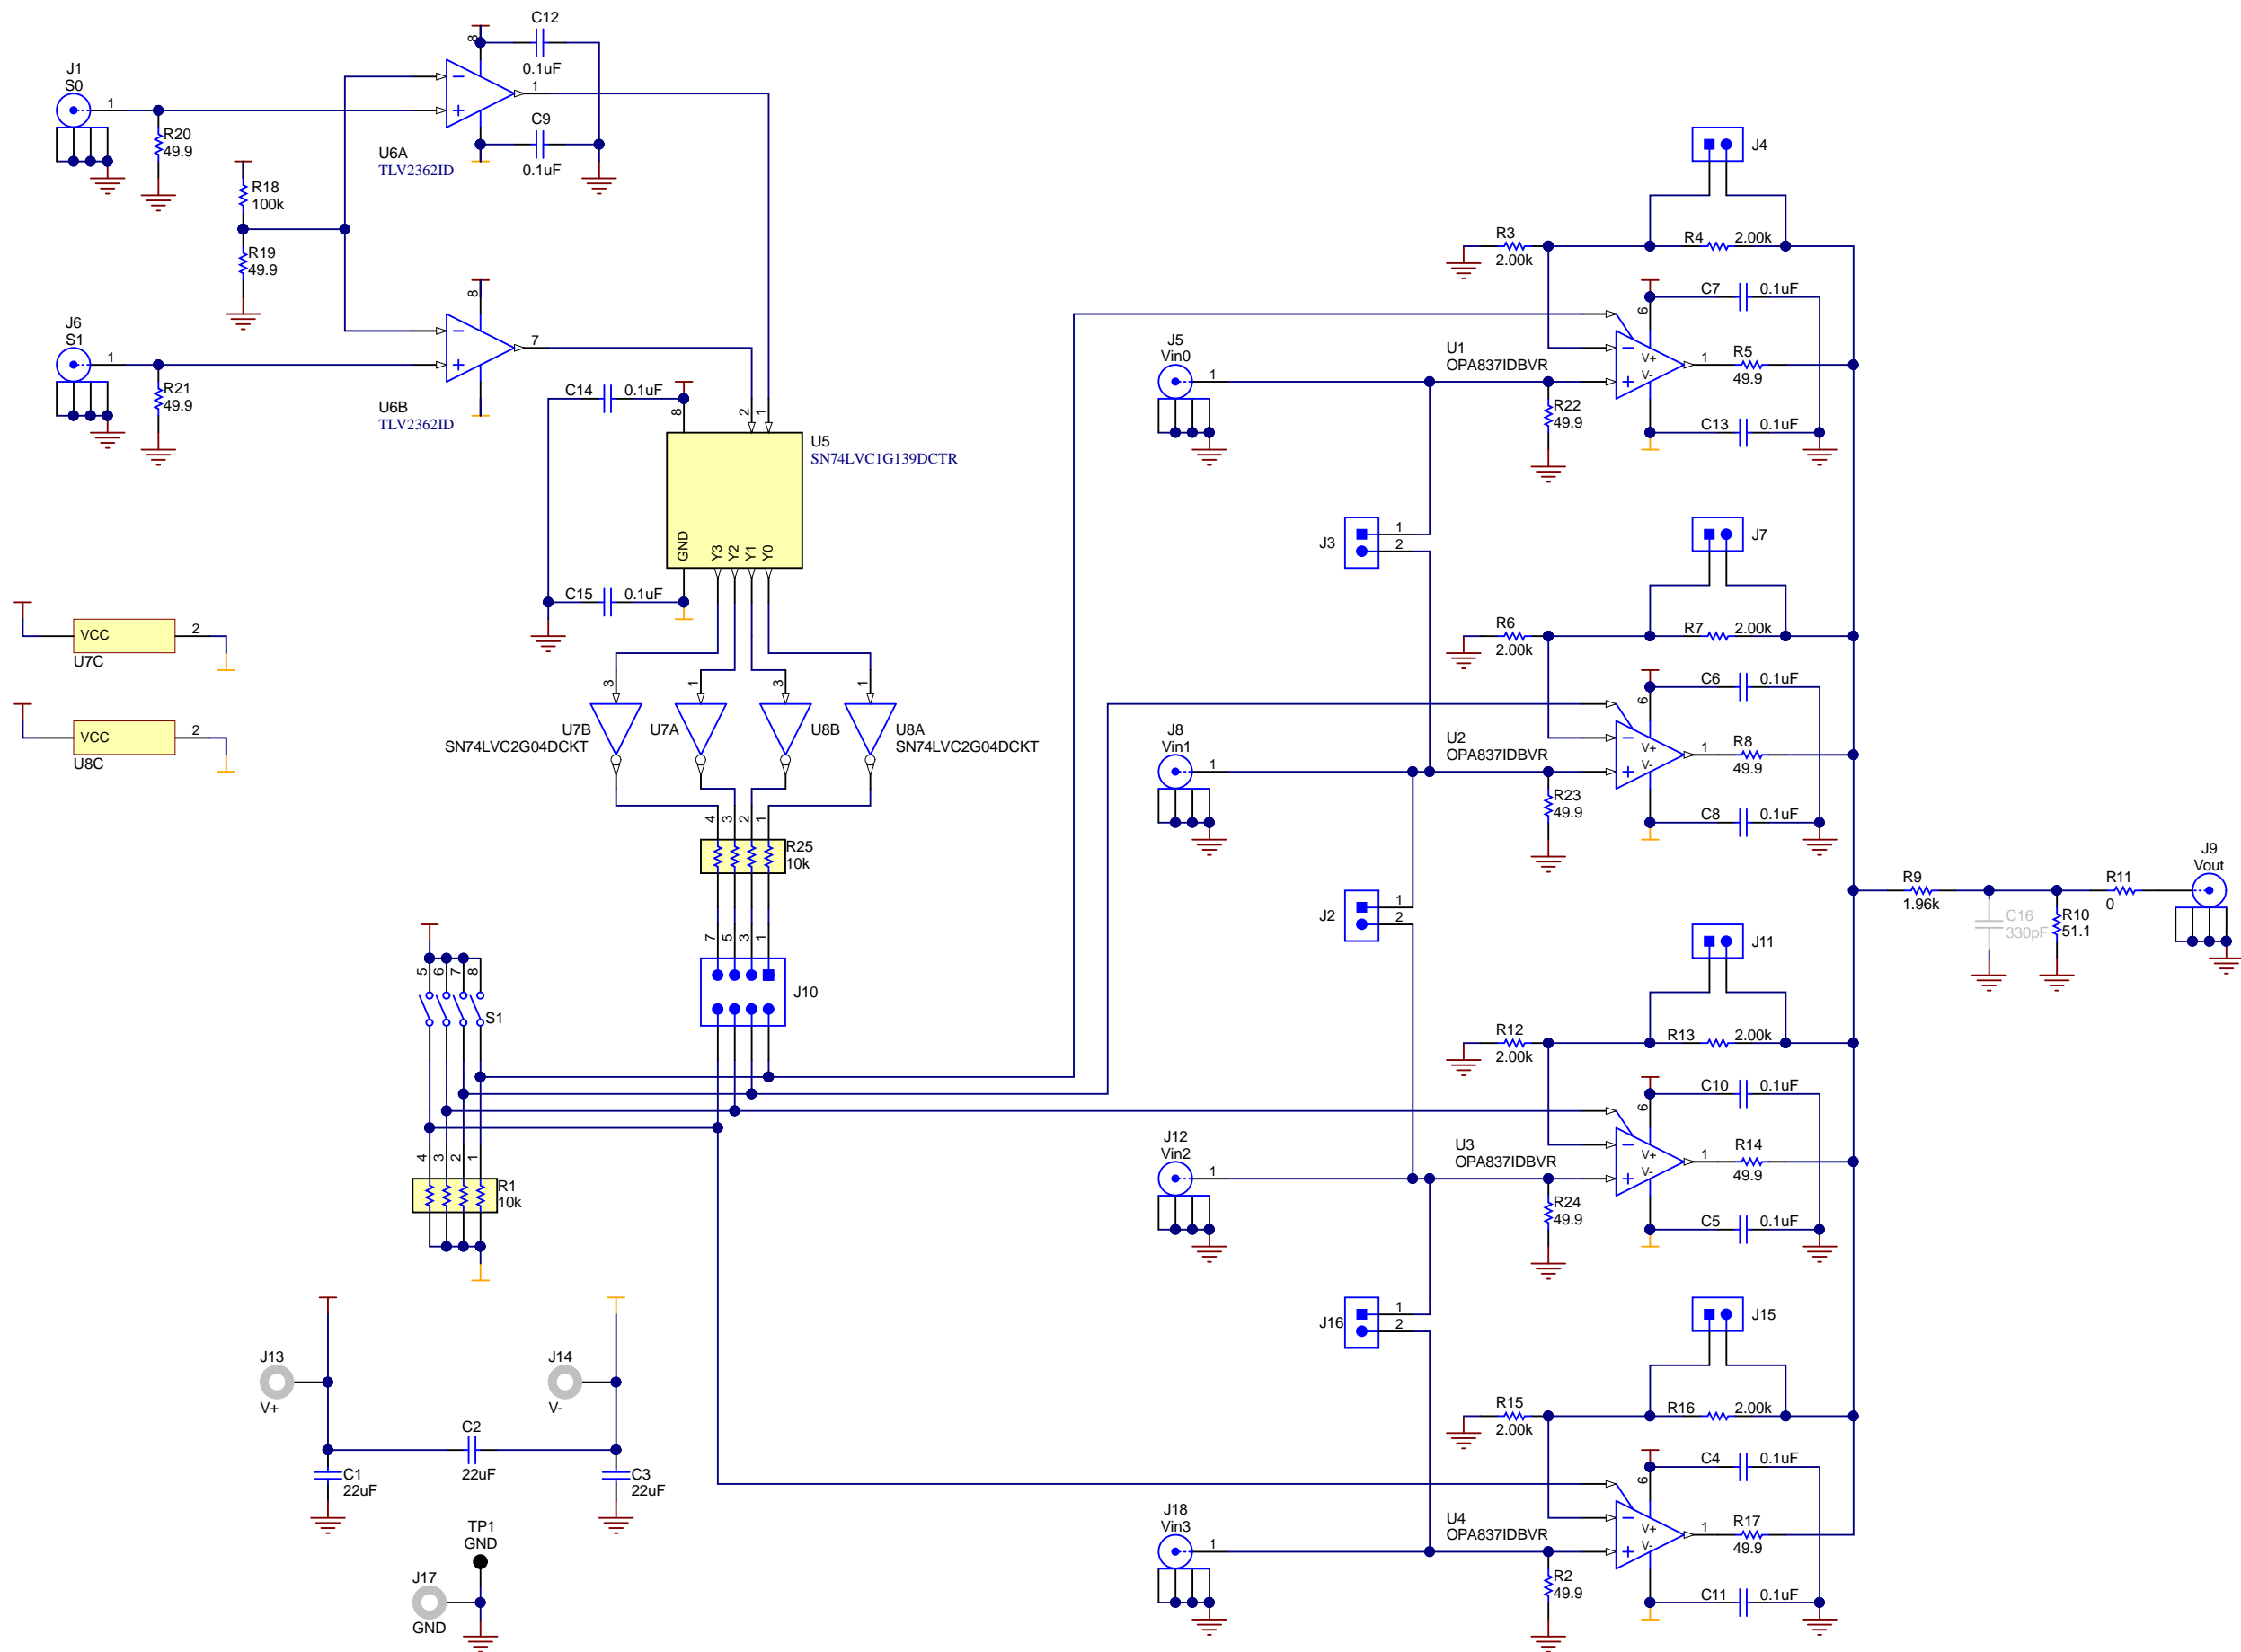 C12
0.1uF
8
1
J1
S0
1
R20
49.9
C9
0.1uF
U6A
TLV2362ID
R18
100k
R19
49.9
J6
S1
1
R21
49.9
8
7
U6B
TLV2362ID
C14
0.1uF
8
2
1
U5
SN74LVC1G139DCTR
GND
Y3
Y2
Y1
Y0
C15
0.1uF
VCC
2
U7C
VCC
2
U8C
3
1
3
1
U7B
SN74LVC2G04DCKT
U7A
U8B
U8A
SN74LVC2G04DCKT
4
3
2
1
R25
10k
7
5
3
1
J10
5
6
7
8
S1
4
3
2
1
R1
10k
J13
V+
J14
V-
C2
22uF
C1
22uF
C3
22uF
TP1
GND
J17
GND
J4
R3
2.00k
R4
2.00k
C7
0.1uF
6
J5
Vin0
1
U1
OPA837IDBVR
V+
V-
1
R5
49.9
R22
49.9
C13
0.1uF
J3
1
2
J7
R6
2.00k
R7
2.00k
C6
0.1uF
6
J8
Vin1
1
U2
OPA837IDBVR
V+
V-
1
R8
49.9
R23
49.9
C8
0.1uF
J2
1
2
R9
1.96k
C16
330pF
R10
51.1
R11
0
J9
Vout
J11
R12
2.00k
R13
2.00k
C10
0.1uF
6
J12
Vin2
1
U3
OPA837IDBVR
V+
V-
1
R14
49.9
R24
49.9
C5
0.1uF
J16
1
2
J15
R15
2.00k
R16
2.00k
C4
0.1uF
6
J18
Vin3
1
U4
OPA837IDBVR
V+
V-
1
R17
49.9
R2
49.9
C11
0.1uF